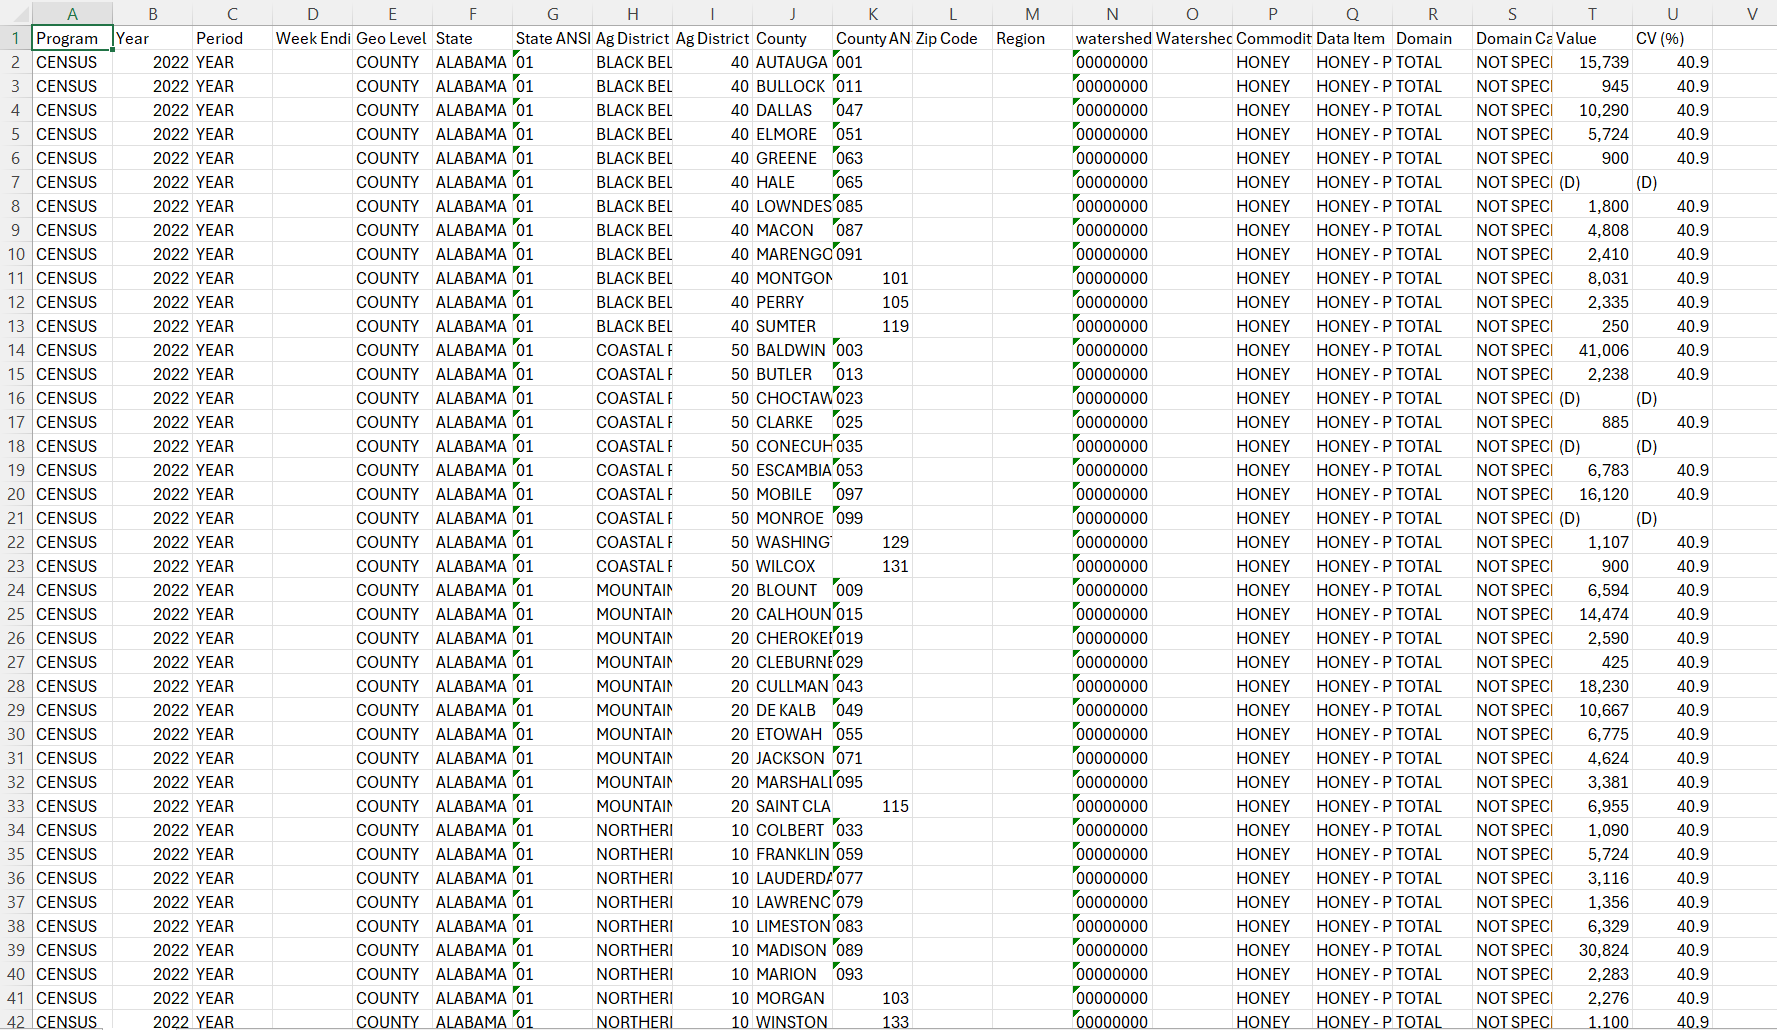 A B C D E F G H I J K L M N O P Q R S T U V
1 Program Year Period Week Endi Geo Level State State ANSI Ag District Ag District County County AN Zip Code Region watershed Watershed Commodit Data Item Domain Domain Ca Value CV (%)
2 CENSUS 2022 YEAR COUNTY ALABAMA 01 BLACK BEL 40 AUTAUGA 001 00000000 HONEY HONEY - P TOTAL NOT SPECI 15,739 40.9
3 CENSUS 2022 YEAR COUNTY ALABAMA 01 BLACK BEL 40 BULLOCK 011 00000000 HONEY HONEY - P TOTAL NOT SPECI 945 40.9
4 CENSUS 2022 YEAR COUNTY ALABAMA 01 BLACK BEL 40 DALLAS 047 00000000 HONEY HONEY - P TOTAL NOT SPECI 10,290 40.9
5 CENSUS 2022 YEAR COUNTY ALABAMA 01 BLACK BEL 40 ELMORE 051 00000000 HONEY HONEY - P TOTAL NOT SPECI 5,724 40.9
6 CENSUS 2022 YEAR COUNTY ALABAMA 01 BLACK BEL 40 GREENE 063 00000000 HONEY HONEY - P TOTAL NOT SPECI 900 40.9
7 CENSUS 2022 YEAR COUNTY ALABAMA 01 BLACK BEL 40 HALE 065 00000000 HONEY HONEY - P TOTAL NOT SPECI (D) (D)
8 CENSUS 2022 YEAR COUNTY ALABAMA 01 BLACK BEL 40 LOWNDES 085 00000000 HONEY HONEY - P TOTAL NOT SPECI 1,800 40.9
9 CENSUS 2022 YEAR COUNTY ALABAMA 01 BLACK BEL 40 MACON 087 00000000 HONEY HONEY - P TOTAL NOT SPECI 4,808 40.9
10 CENSUS 2022 YEAR COUNTY ALABAMA 01 BLACK BEL 40 MARENGO 091 00000000 HONEY HONEY - P TOTAL NOT SPECI 2,410 40.9
11 CENSUS 2022 YEAR COUNTY ALABAMA 01 BLACK BEL 40 MONTGOM 101 00000000 HONEY HONEY - P TOTAL NOT SPECI 8,031 40.9
12 CENSUS 2022 YEAR COUNTY ALABAMA 01 BLACK BEL 40 PERRY 105 00000000 HONEY HONEY - P TOTAL NOT SPECI 2,335 40.9
13 CENSUS 2022 YEAR COUNTY ALABAMA 01 BLACK BEL 40 SUMTER 119 00000000 HONEY HONEY - P TOTAL NOT SPECI 250 40.9
14 CENSUS 2022 YEAR COUNTY ALABAMA 01 COASTAL P 50 BALDWIN 003 00000000 HONEY HONEY - P TOTAL NOT SPECI 41,006 40.9
15 CENSUS 2022 YEAR COUNTY ALABAMA 01 COASTAL P 50 BUTLER 013 00000000 HONEY HONEY - P TOTAL NOT SPECI 2,238 40.9
16 CENSUS 2022 YEAR COUNTY ALABAMA 01 COASTAL P 50 CHOCTAW 023 00000000 HONEY HONEY - P TOTAL NOT SPECI (D) (D)
17 CENSUS 2022 YEAR COUNTY ALABAMA 01 COASTAL P 50 CLARKE 025 00000000 HONEY HONEY - P TOTAL NOT SPECI 885 40.9
18 CENSUS 2022 YEAR COUNTY ALABAMA 01 COASTAL P 50 CONECUH 035 00000000 HONEY HONEY - P TOTAL NOT SPECI (D) (D)
19 CENSUS 2022 YEAR COUNTY ALABAMA 01 COASTAL P 50 ESCAMBIA 053 00000000 HONEY HONEY - P TOTAL NOT SPECI 6,783 40.9
20 CENSUS 2022 YEAR COUNTY ALABAMA 01 COASTAL P 50 MOBILE 097 00000000 HONEY HONEY - P TOTAL NOT SPECI 16,120 40.9
21 CENSUS 2022 YEAR COUNTY ALABAMA 01 COASTAL P 50 MONROE 099 00000000 HONEY HONEY - P TOTAL NOT SPECI (D) (D)
22 CENSUS 2022 YEAR COUNTY ALABAMA 01 COASTAL P 50 WASHINGT 129 00000000 HONEY HONEY - P TOTAL NOT SPECI 1,107 40.9
23 CENSUS 2022 YEAR COUNTY ALABAMA 01 COASTAL P 50 WILCOX 131 00000000 HONEY HONEY - P TOTAL NOT SPECI 900 40.9
24 CENSUS 2022 YEAR COUNTY ALABAMA 01 MOUNTAIN 20 BLOUNT 009 00000000 HONEY HONEY - P TOTAL NOT SPECI 6,594 40.9
25 CENSUS 2022 YEAR COUNTY ALABAMA 01 MOUNTAIN 20 CALHOUN 015 00000000 HONEY HONEY - P TOTAL NOT SPECI 14,474 40.9
26 CENSUS 2022 YEAR COUNTY ALABAMA 01 MOUNTAIN 20 CHEROKEE 019 00000000 HONEY HONEY - P TOTAL NOT SPECI 2,590 40.9
27 CENSUS 2022 YEAR COUNTY ALABAMA 01 MOUNTAIN 20 CLEBURNE 029 00000000 HONEY HONEY - P TOTAL NOT SPECI 425 40.9
28 CENSUS 2022 YEAR COUNTY ALABAMA 01 MOUNTAIN 20 CULLMAN 043 00000000 HONEY HONEY - P TOTAL NOT SPECI 18,230 40.9
29 CENSUS 2022 YEAR COUNTY ALABAMA 01 MOUNTAIN 20 DE KALB 049 00000000 HONEY HONEY - P TOTAL NOT SPECI 10,667 40.9
30 CENSUS 2022 YEAR COUNTY ALABAMA 01 MOUNTAIN 20 ETOWAH 055 00000000 HONEY HONEY - P TOTAL NOT SPECI 6,775 40.9
31 CENSUS 2022 YEAR COUNTY ALABAMA 01 MOUNTAIN 20 JACKSON 071 00000000 HONEY HONEY - P TOTAL NOT SPECI 4,624 40.9
32 CENSUS 2022 YEAR COUNTY ALABAMA 01 MOUNTAIN 20 MARSHALL 095 00000000 HONEY HONEY - P TOTAL NOT SPECI 3,381 40.9
33 CENSUS 2022 YEAR COUNTY ALABAMA 01 MOUNTAIN 20 SAINT CLA 115 00000000 HONEY HONEY - P TOTAL NOT SPECI 6,955 40.9
34 CENSUS 2022 YEAR COUNTY ALABAMA 01 NORTHERN 10 COLBERT 033 00000000 HONEY HONEY - P TOTAL NOT SPECI 1,090 40.9
35 CENSUS 2022 YEAR COUNTY ALABAMA 01 NORTHERN 10 FRANKLIN 059 00000000 HONEY HONEY - P TOTAL NOT SPECI 5,724 40.9
36 CENSUS 2022 YEAR COUNTY ALABAMA 01 NORTHERN 10 LAUDERDA 077 00000000 HONEY HONEY - P TOTAL NOT SPECI 3,116 40.9
37 CENSUS 2022 YEAR COUNTY ALABAMA 01 NORTHERN 10 LAWRENC 079 00000000 HONEY HONEY - P TOTAL NOT SPECI 1,356 40.9
38 CENSUS 2022 YEAR COUNTY ALABAMA 01 NORTHERN 10 LIMESTON 083 00000000 HONEY HONEY - P TOTAL NOT SPECI 6,329 40.9
39 CENSUS 2022 YEAR COUNTY ALABAMA 01 NORTHERN 10 MADISON 089 00000000 HONEY HONEY - P TOTAL NOT SPECI 30,824 40.9
40 CENSUS 2022 YEAR COUNTY ALABAMA 01 NORTHERN 10 MARION 093 00000000 HONEY HONEY - P TOTAL NOT SPECI 2,283 40.9
41 CENSUS 2022 YEAR COUNTY ALABAMA 01 NORTHERN 10 MORGAN 103 00000000 HONEY HONEY - P TOTAL NOT SPECI 2,276 40.9
42 CENSUS 2022 YEAR COUNTY ALABAMA 01 NORTHERN 10 WINSTON 133 00000000 HONEY HONEY - P TOTAL NOT SPECI 1,100 40.9